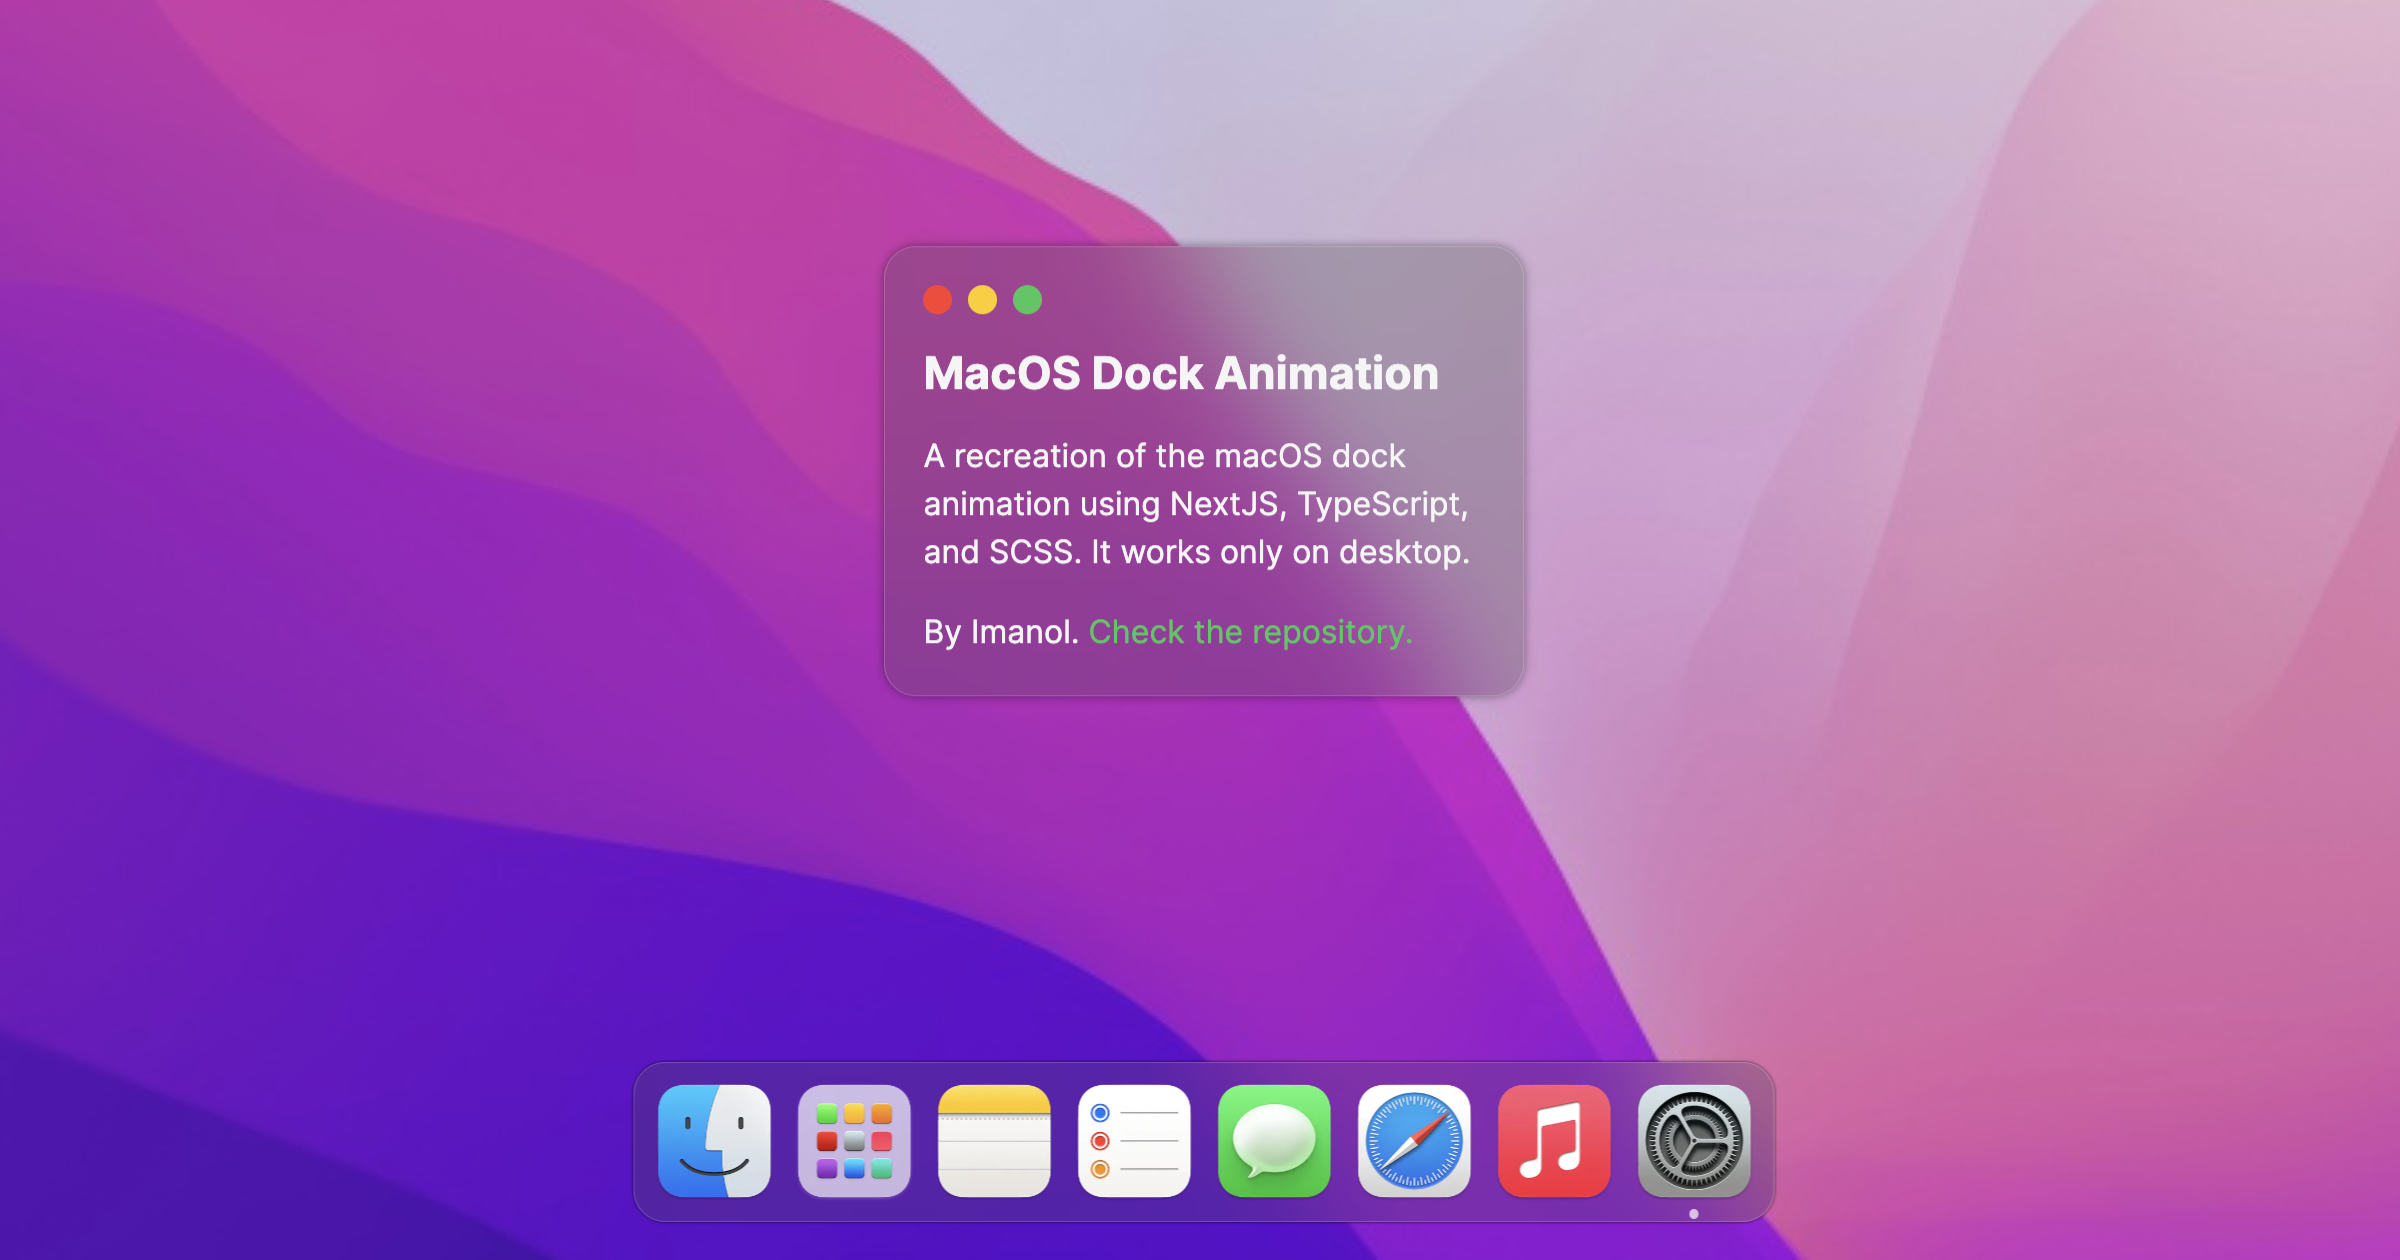 MacOS Dock Animation
A recreation of the macOS dock
animation using NextJS, TypeScript,
and SCSS. It works only on desktop.
By Imanol. Check the repository.